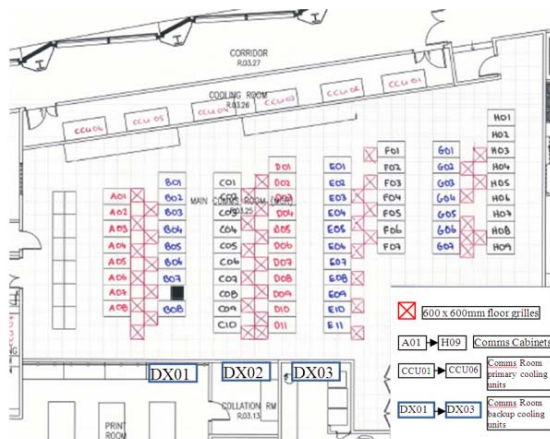 CORRIDOR
R.03.27
COOLING ROOM
R.03.26
CCU06
CCU 05
CCU 04
CCU 03
CCU 02
CCU 01
MAIN COMMS ROOM
A01
A02
A03
A04
A05
A06
A07
A08
B01
B02
B03
B04
B05
B06
B07
B08
C01
C02
C03
C04
C05
C06
C07
C08
C09
C10
D01
D02
D03
D04
D05
D06
D07
D08
D09
D10
D11
E01
E02
E03
E04
E05
E06
E07
E08
E09
E10
E11
F01
F02
F03
F04
F05
F06
F07
G01
G02
G03
G04
G05
G06
G07
H01
H02
H03
H04
H05
H06
H07
H08
H09
DX01
DX02
DX03
PRINT
ROOM
COLLATION RM
R.03.13
600 x 600mm floor grilles
A01 H09 Comms Cabinets
CCU01 CCU06 Comms Room
primary cooling
units
DX01 DX03 Comms Room
backup cooling
units